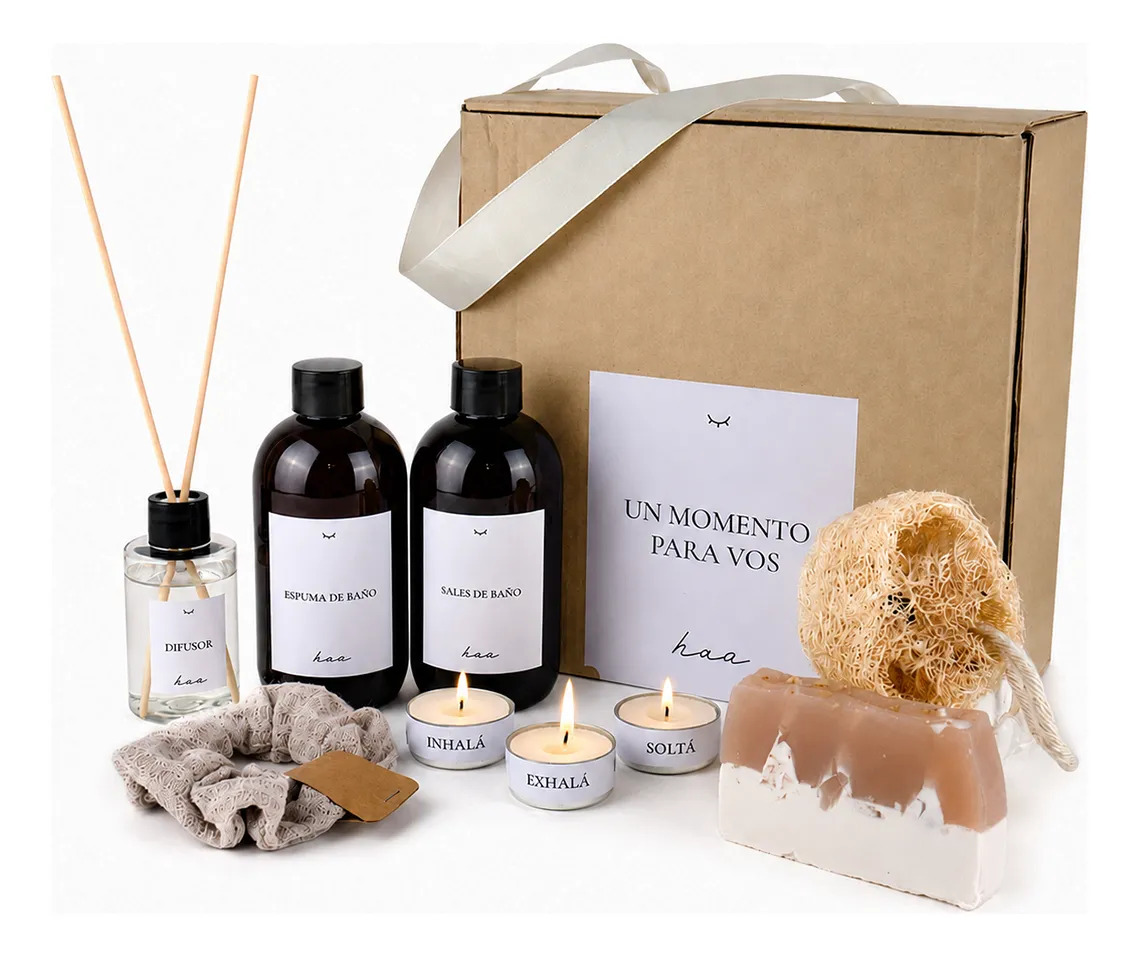 UN MOMENTO
PARA VOS
haa
ESPUMA DE BAÑO
haa
SALES DE BAÑO
haa
DIFUSOR
haa
INHALÁ
EXHALÁ
SOLTÁ